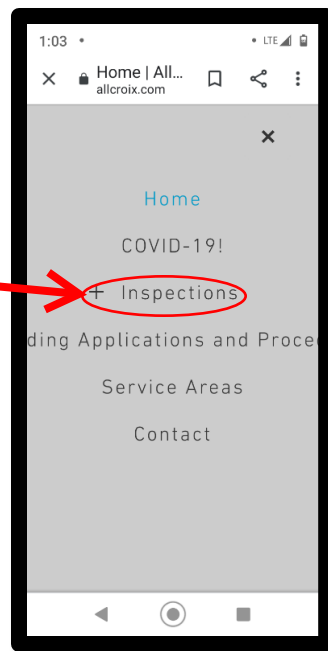 1:03 LTE
Home | All...
allcroix.com
Home
COVID-19!
+ Inspections
ding Applications and Proce
Service Areas
Contact